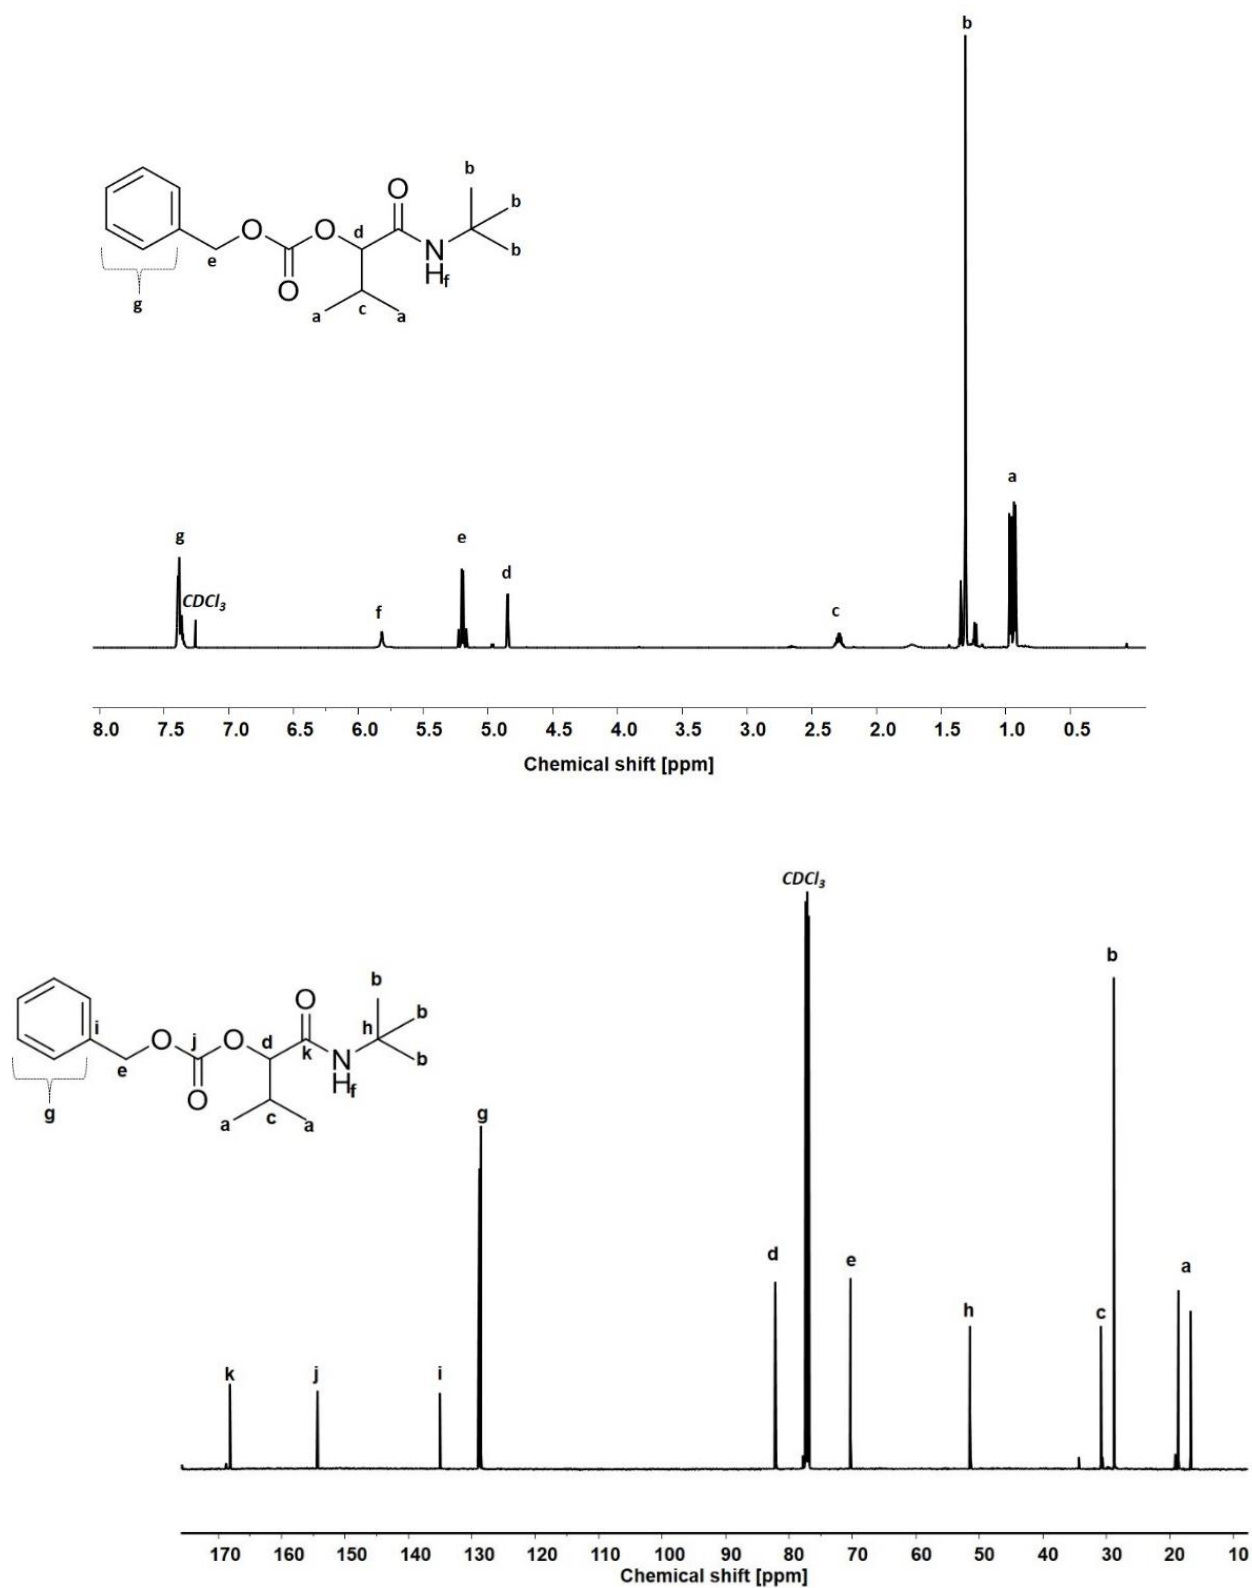 b
b
O
b
O
O
d
b
N
H
f
e
O
g
a
c
a
b
a
g
CDCl₃
e
d
f
c
8.0 7.5 7.0 6.5 6.0 5.5 5.0 4.5 4.0 3.5 3.0 2.5 2.0 1.5 1.0 0.5
Chemical shift [ppm]
CDCl₃
b
b
O
b
i
j
h
O
O
d
k
N
b
H
f
e
O
g
a
c
a
g
d
e
a
h
c
k
j
i
170 160 150 140 130 120 110 100 90 80 70 60 50 40 30 20 10
Chemical shift [ppm]